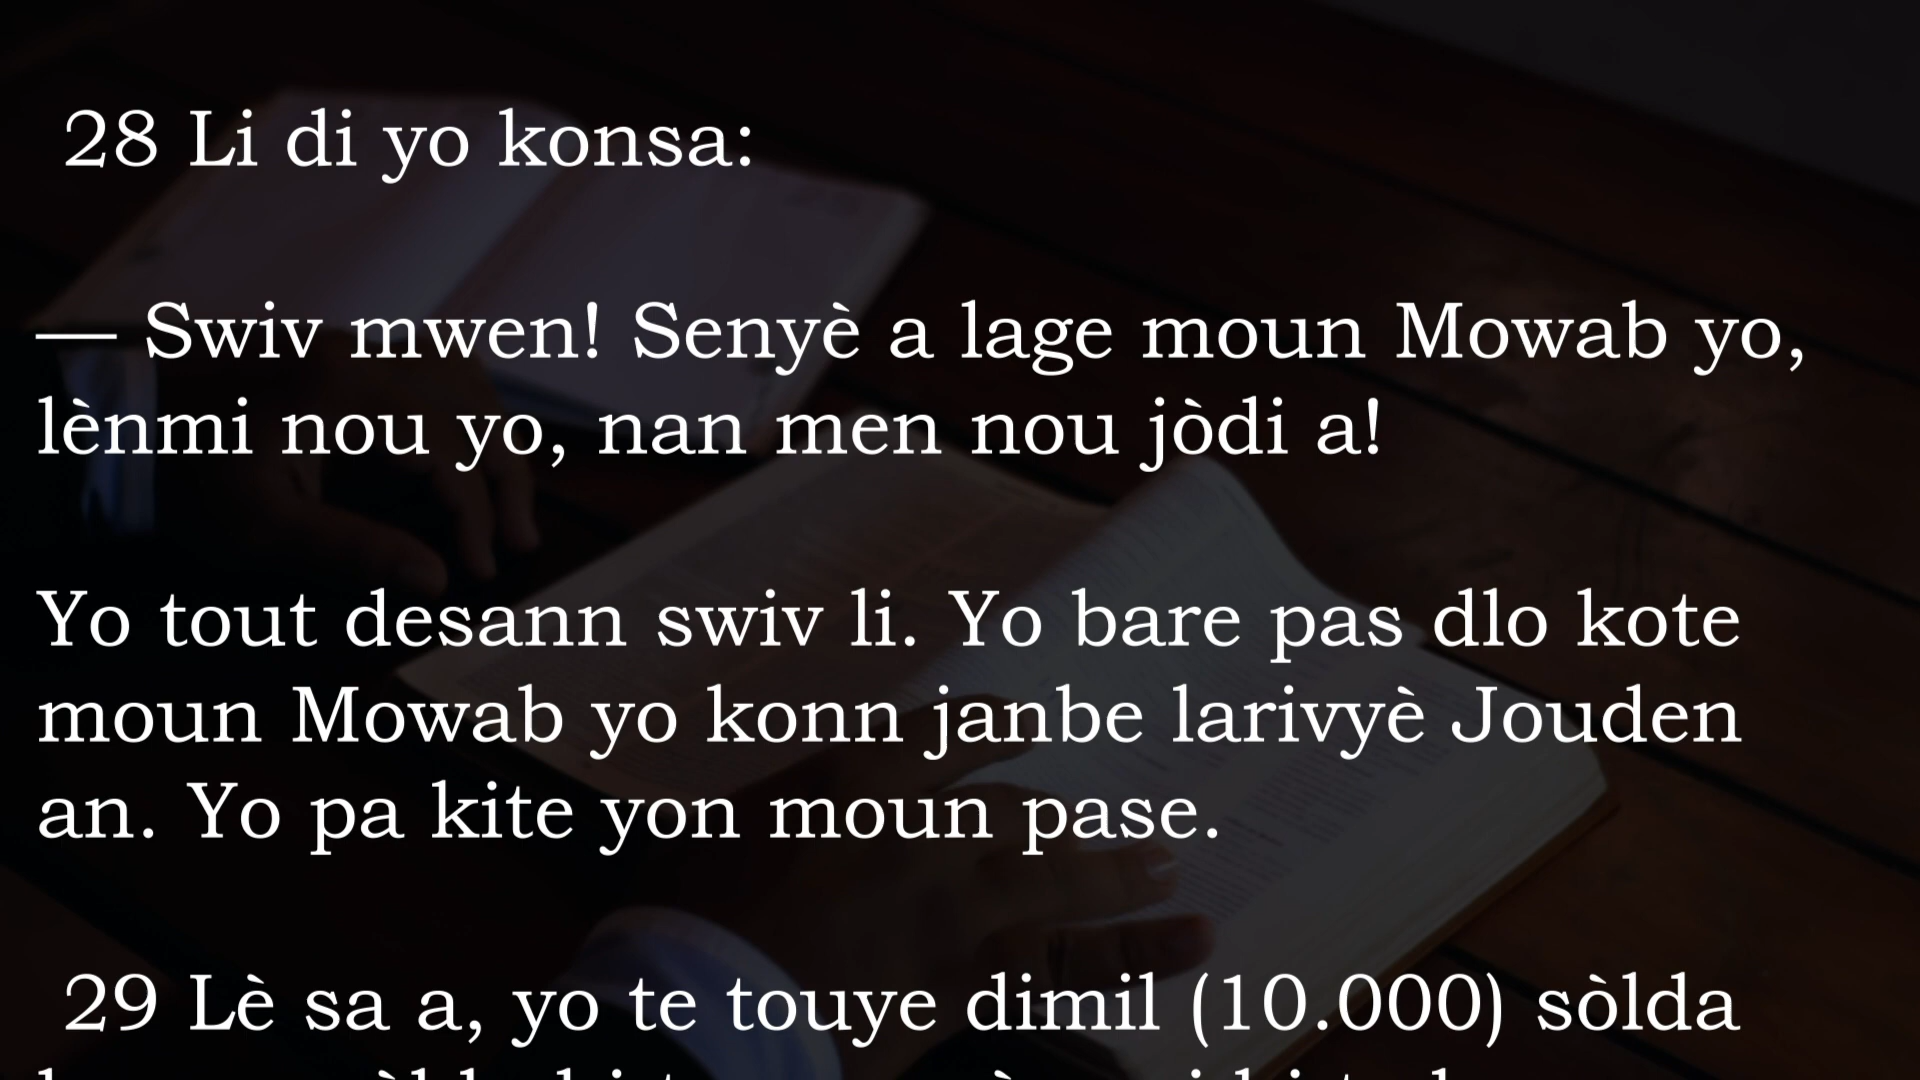 28 Li di yo konsa:
— Swiv mwen! Senyè a lage moun Mowab yo,
lènmi nou yo, nan men nou jòdi a!
Yo tout desann swiv li. Yo bare pas dlo kote
moun Mowab yo konn janbe larivyè Jouden
an. Yo pa kite yon moun pase.
29 Lè sa a, yo te touye dimil (10.000) sòlda